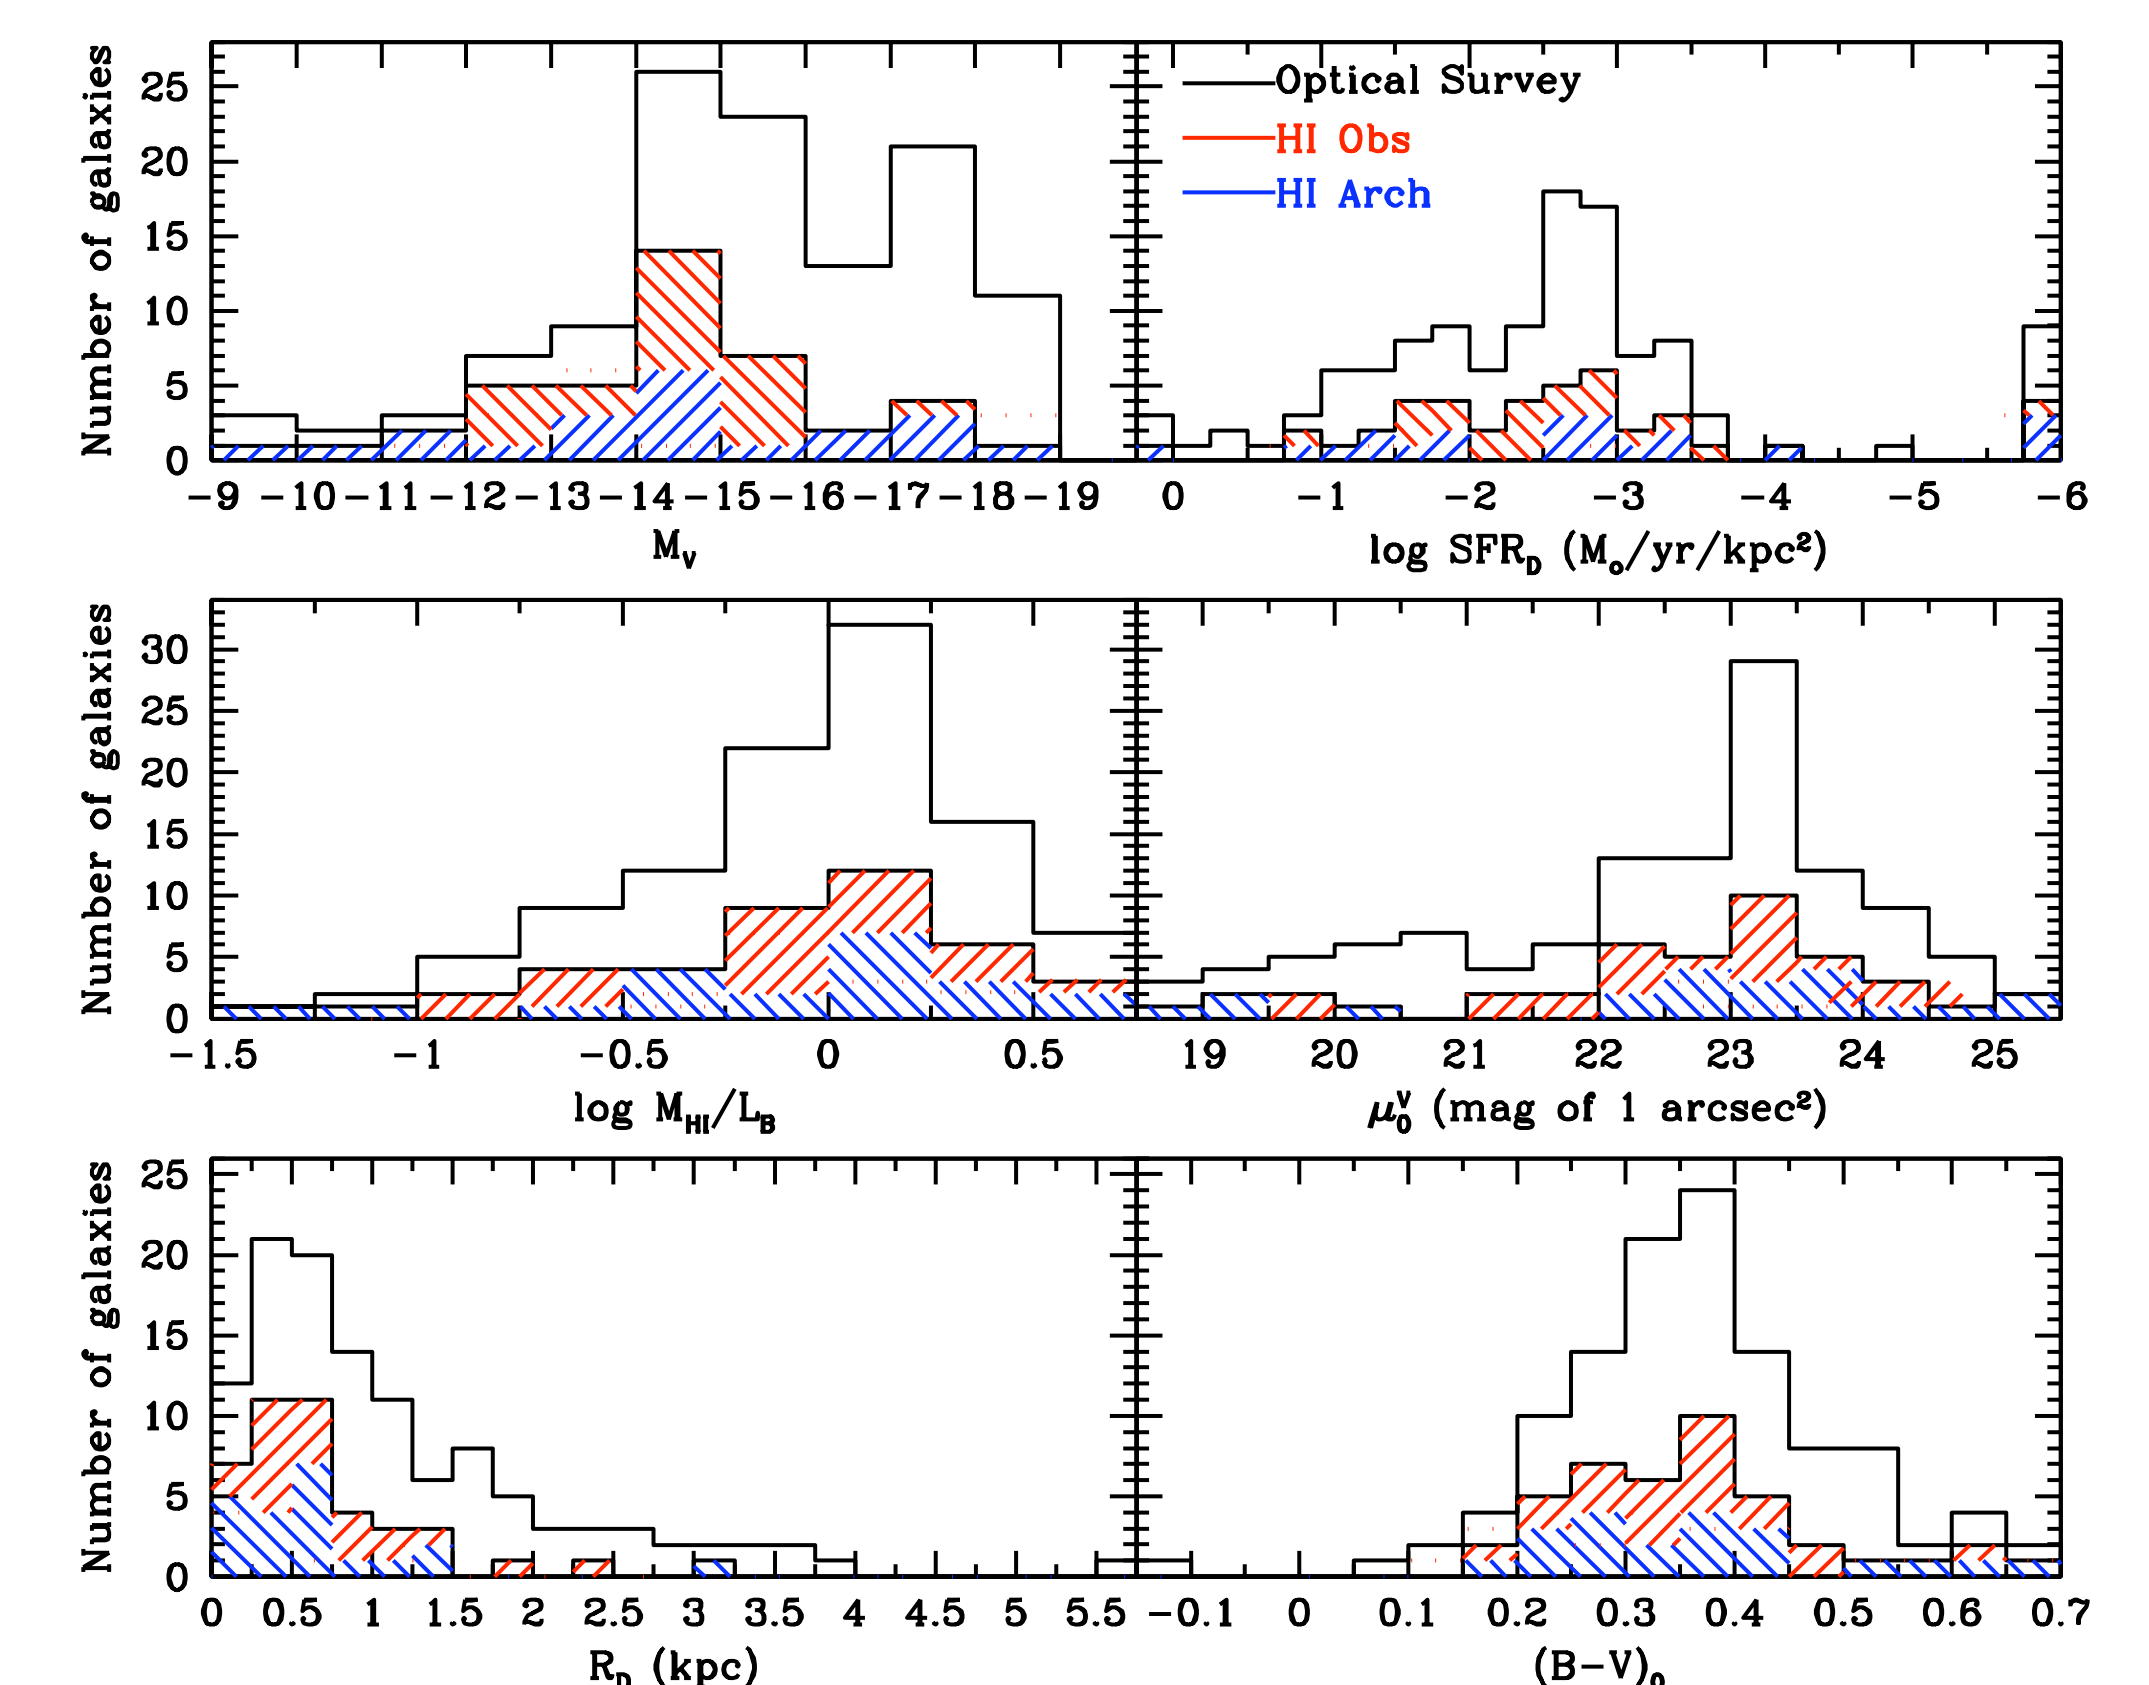 Optical Survey
HI Obs
HI Arch
Number of galaxies
25
20
15
10
5
0
-9 -10 -11 -12 -13 -14 -15 -16 -17 -18 -19
0 -1 -2 -3 -4 -5 -6
M_V
log SFR_D (M_o/yr/kpc²)
Number of galaxies
30
25
20
15
10
5
0
-1.5 -1 -0.5 0 0.5
19 20 21 22 23 24 25
log M_HI/L_B
μ₀ⱽ (mag of 1 arcsec²)
Number of galaxies
25
20
15
10
5
0
0 0.5 1 1.5 2 2.5 3 3.5 4 4.5 5 5.5
-0.1 0 0.1 0.2 0.3 0.4 0.5 0.6 0.7
R_D (kpc)
(B-V)₀